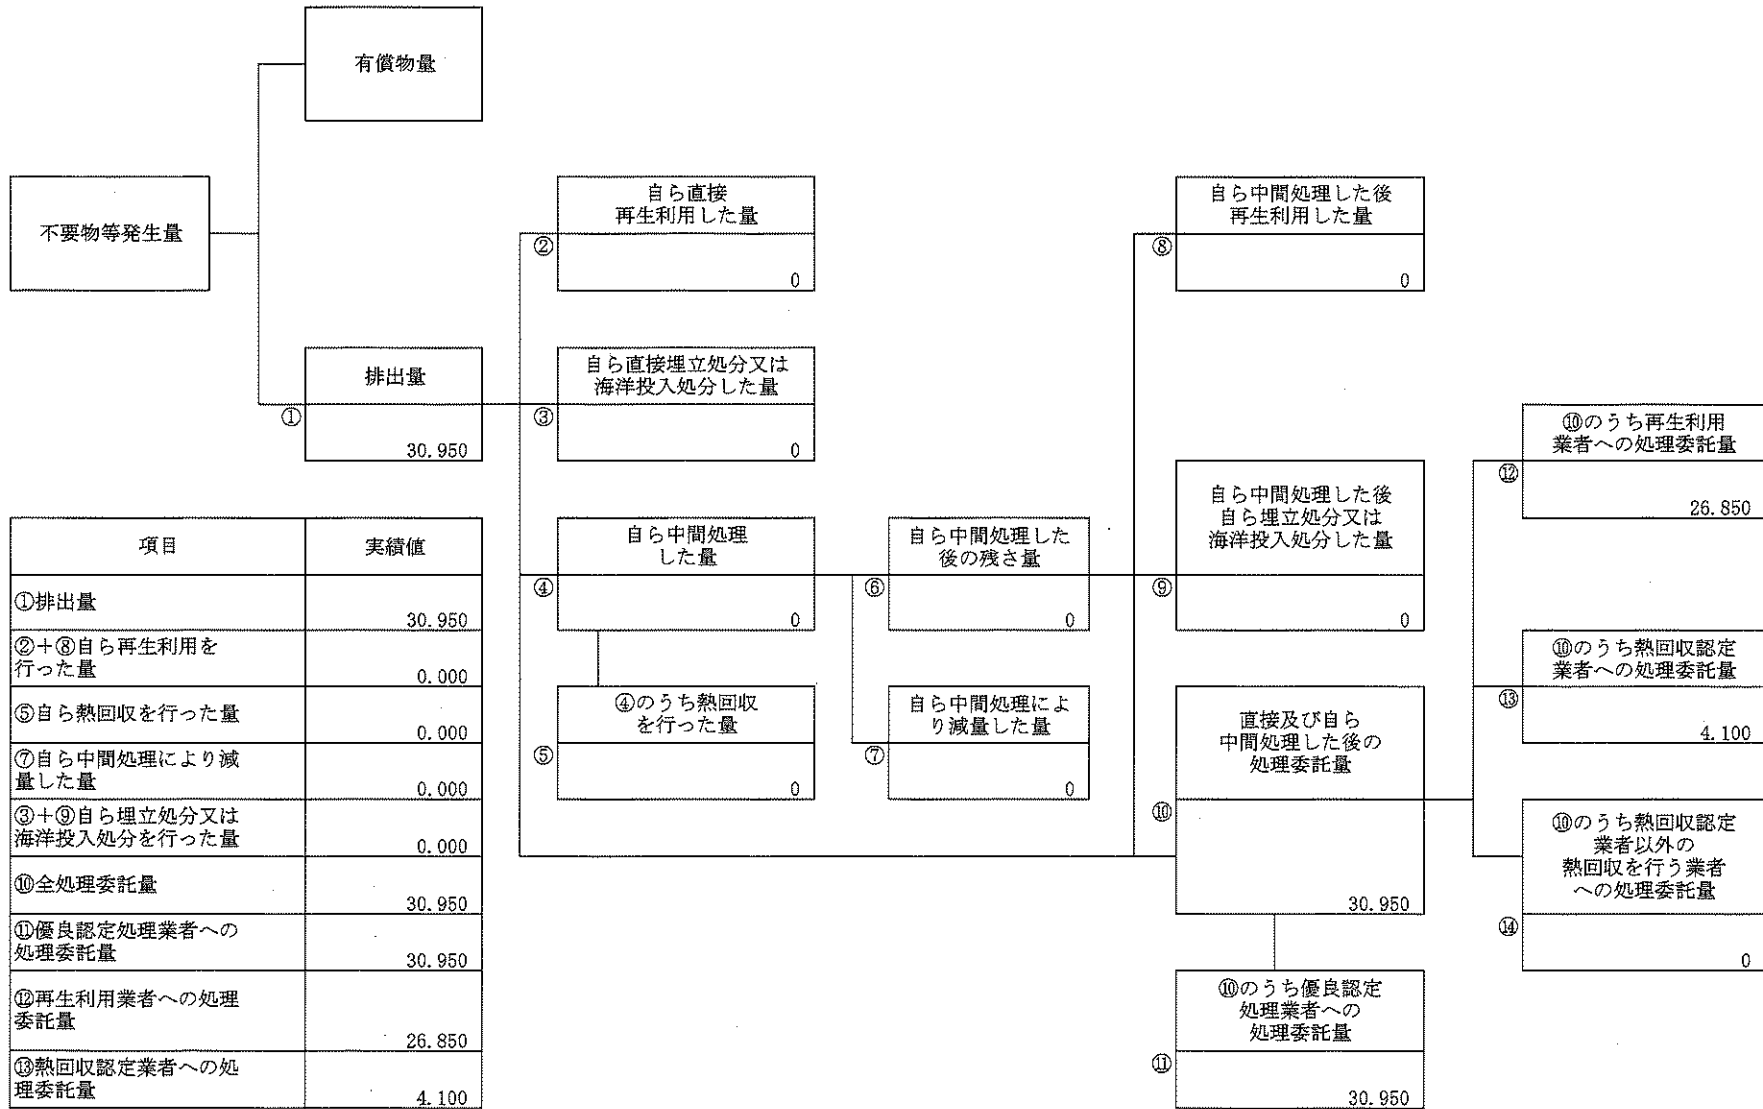 有償物量
不要物等発生量
自ら直接
再生利用した量
②
0
自ら中間処理した後
再生利用した量
⑧
0
排出量
①
30.950
自ら直接埋立処分又は
海洋投入処分した量
③
0
⑩のうち再生利用
業者への処理委託量
⑫
26.850
自ら中間処理
した量
④
0
自ら中間処理した
後の残さ量
⑥
0
自ら中間処理した後
自ら埋立処分又は
海洋投入処分した量
⑨
0
⑩のうち熱回収認定
業者への処理委託量
⑬
4.100
④のうち熱回収
を行った量
⑤
0
自ら中間処理によ
り減量した量
⑦
0
直接及び自ら
中間処理した後の
処理委託量
⑩
30.950
⑩のうち熱回収認定
業者以外の
熱回収を行う業者
への処理委託量
⑭
0
⑩のうち優良認定
処理業者への
処理委託量
⑪
30.950
項目 実績値
①排出量
30.950
②+⑧自ら再生利用を
行った量
0.000
⑤自ら熱回収を行った量
0.000
⑦自ら中間処理により減
量した量
0.000
③+⑨自ら埋立処分又は
海洋投入処分を行った量
0.000
⑩全処理委託量
30.950
⑪優良認定処理業者への
処理委託量
30.950
⑫再生利用業者への処理
委託量
26.850
⑬熱回収認定業者への処
理委託量
4.100